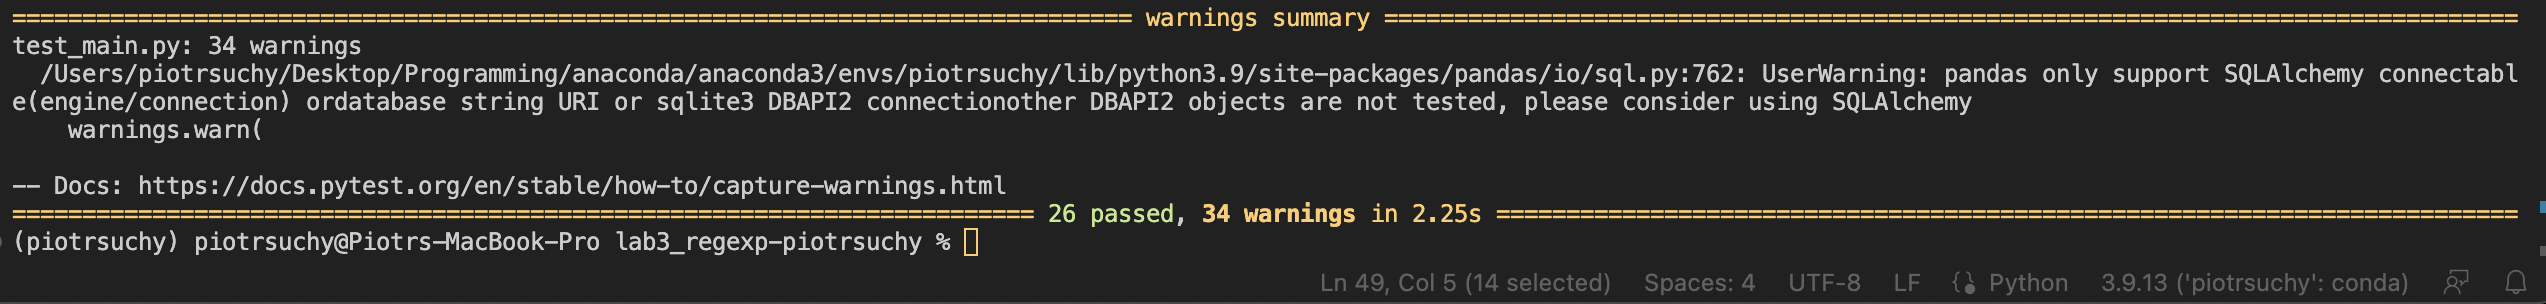 warnings summary
test_main.py: 34 warnings
/Users/piotrsuchy/Desktop/Programming/anaconda/anaconda3/envs/piotrsuchy/lib/python3.9/site-packages/pandas/io/sql.py:762: UserWarning: pandas only support SQLAlchemy connectabl
e(engine/connection) ordatabase string URI or sqlite3 DBAPI2 connectionother DBAPI2 objects are not tested, please consider using SQLAlchemy
warnings.warn(
-- Docs: https://docs.pytest.org/en/stable/how-to/capture-warnings.html
26 passed, 34 warnings in 2.25s
(piotrsuchy) piotrsuchy@Piotrs-MacBook-Pro lab3_regexp-piotrsuchy %
Ln 49, Col 5 (14 selected) Spaces: 4 UTF-8 LF Python 3.9.13 ('piotrsuchy': conda)